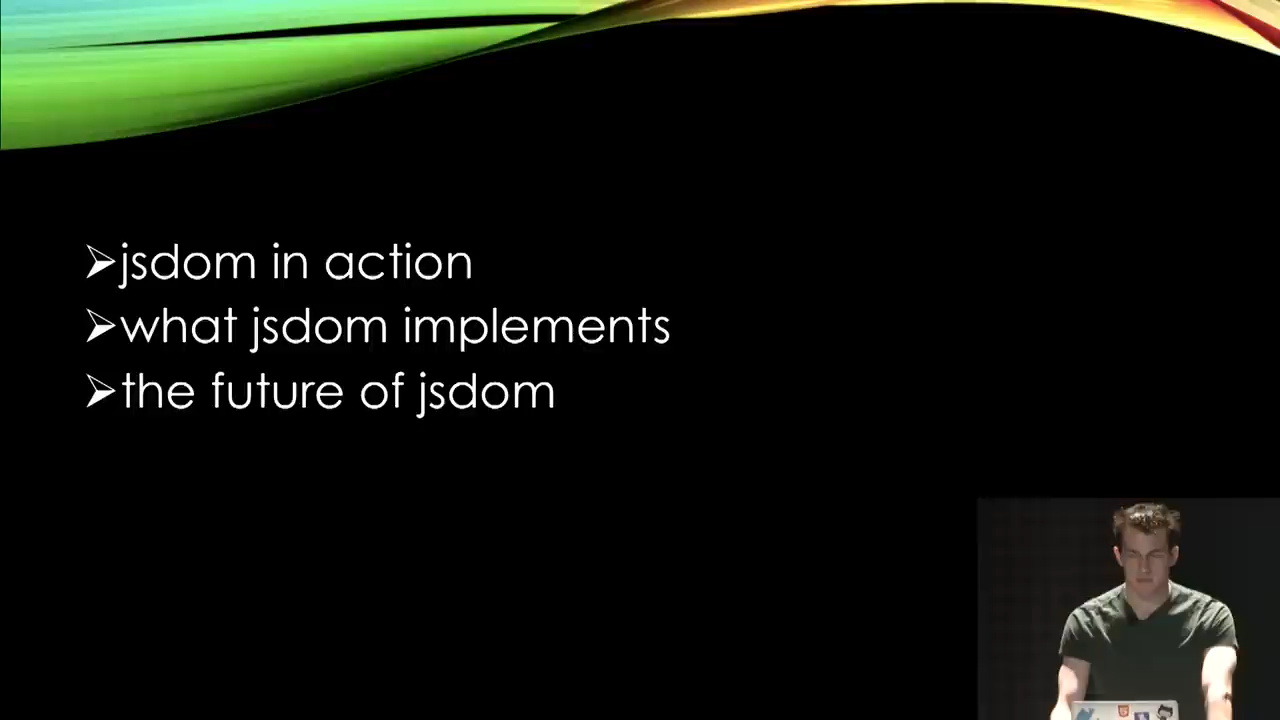 jsdom in action
what jsdom implements
the future of jsdom